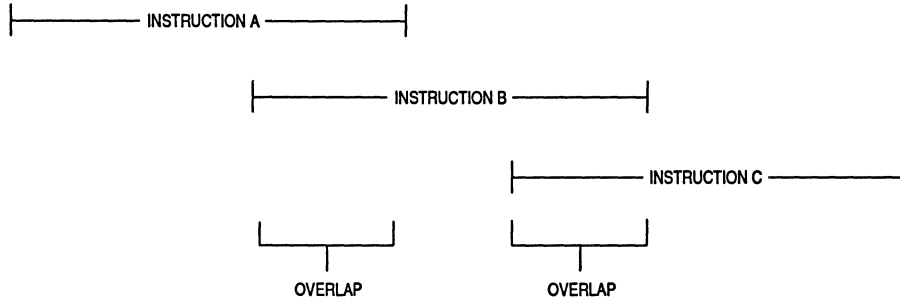 INSTRUCTION A
INSTRUCTION B
INSTRUCTION C
OVERLAP
OVERLAP